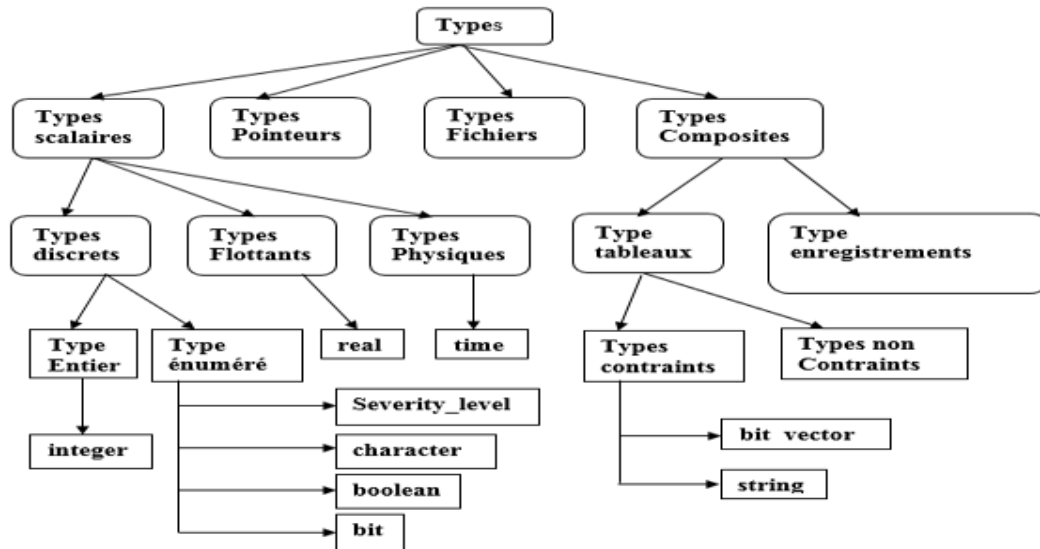 Types
Types
scalaires
Types
Pointeurs
Types
Fichiers
Types
Composites
Types
discrets
Types
Flottants
Types
Physiques
Type
tableaux
Type
enregistrements
Type
Entier
Type
énuméré
real
time
Types
contraints
Types non
Contraints
Severity_level
integer
character
boolean
bit
bit vector
string